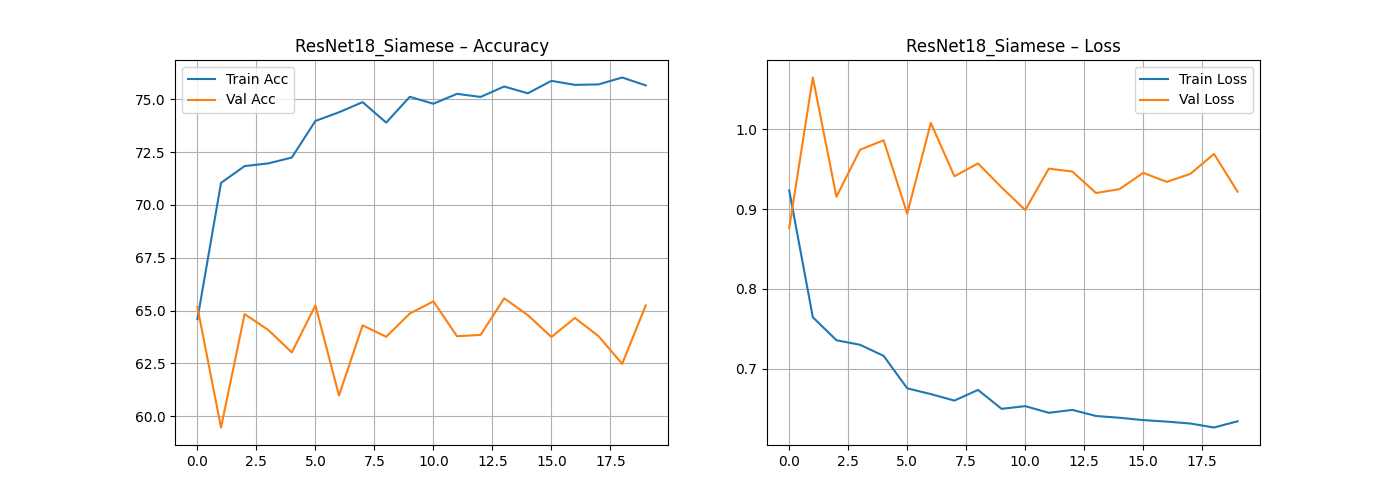 ResNet18_Siamese – Accuracy
Train Acc
Val Acc
75.0
72.5
70.0
67.5
65.0
62.5
60.0
0.0 2.5 5.0 7.5 10.0 12.5 15.0 17.5
ResNet18_Siamese – Loss
Train Loss
Val Loss
1.0
0.9
0.8
0.7
0.0 2.5 5.0 7.5 10.0 12.5 15.0 17.5